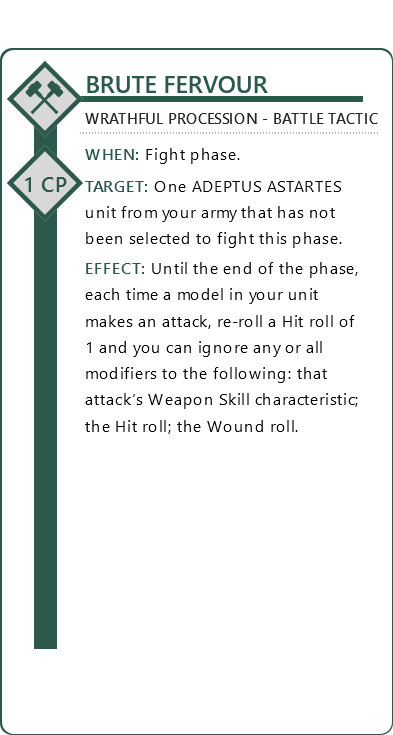 BRUTE FERVOUR
WRATHFUL PROCESSION - BATTLE TACTIC
WHEN: Fight phase.
1 CP
TARGET: One ADEPTUS ASTARTES
unit from your army that has not
been selected to fight this phase.
EFFECT: Until the end of the phase,
each time a model in your unit
makes an attack, re-roll a Hit roll of
1 and you can ignore any or all
modifiers to the following: that
attack's Weapon Skill characteristic;
the Hit roll; the Wound roll.